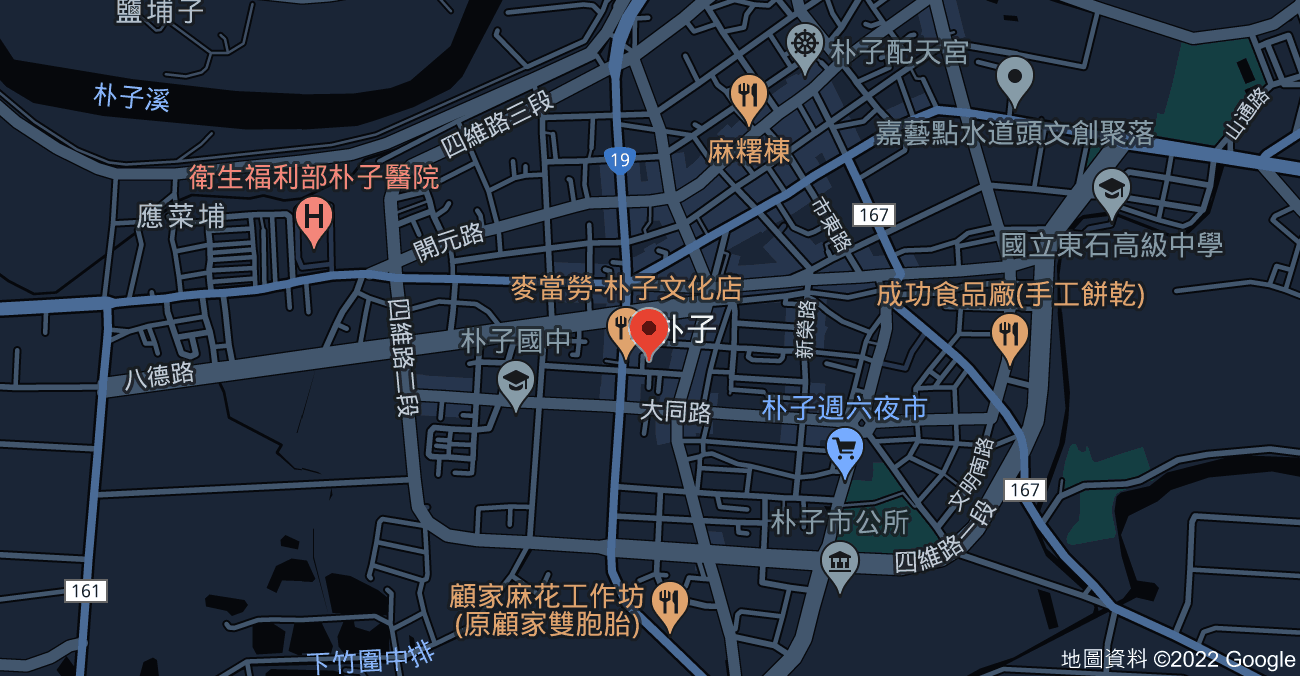 鹽埔子
朴子溪
四維路三段
朴子配天宮
麻糬棟
嘉藝點水道頭文創聚落
山通路
19
衛生福利部朴子醫院
應菜埔
開元路
市東路
167
國立東石高級中學
麥當勞-朴子文化店
成功食品廠(手工餅乾)
四維路二段
朴子國中
朴子
新榮路
八德路
大同路
朴子週六夜市
文明南路
167
朴子市公所
四維路一段
161
顧家麻花工作坊
(原顧家雙胞胎)
下竹圍中排
地圖資料 ©2022 Google